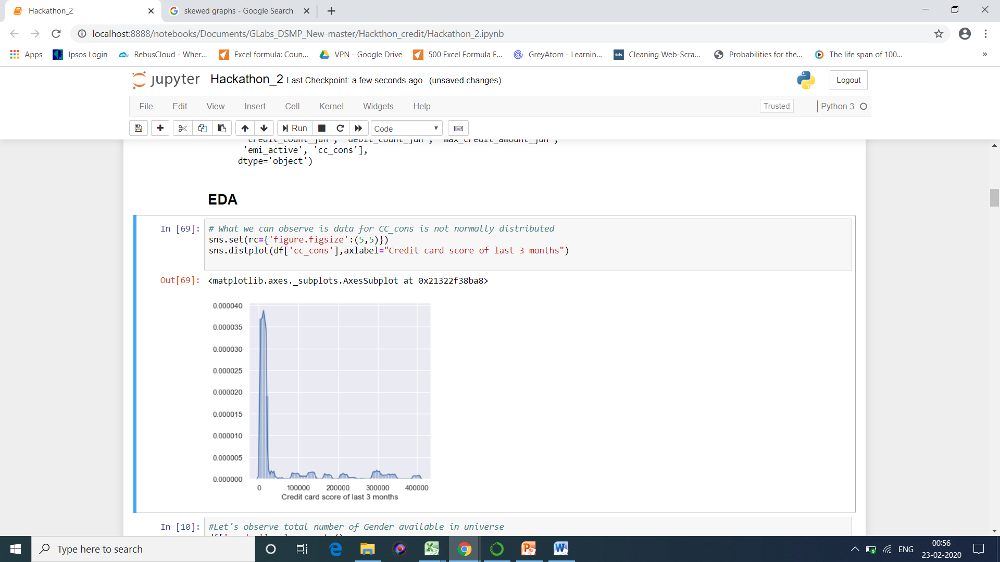 Hackathon_2
skewed graphs - Google Search
localhost:8888/notebooks/Documents/GLabs_DSMP_New-master/Hackthon_credit/Hackathon_2.ipynb
Apps Ipsos Login RebusCloud - Wher... Excel formula: Coun... VPN - Google Drive 500 Excel Formula E... GreyAtom - Learnin... tds Cleaning Web-Scra... Probabilities for the... The life span of 100... »
jupyter Hackathon_2 Last Checkpoint: a few seconds ago (unsaved changes) Logout
File Edit View Insert Cell Kernel Widgets Help Trusted Python 3
Run Code
'credit_count_jun', 'debit_count_jun', 'max_credit_amount_jun',
'emi_active', 'cc_cons'],
dtype='object')
EDA
In [69]: # What we can observe is data for CC_cons is not normally distributed
sns.set(rc={'figure.figsize':(5,5)})
sns.distplot(df['cc_cons'],axlabel="Credit card score of last 3 months")
Out[69]: <matplotlib.axes._subplots.AxesSubplot at 0x21322f38ba8>
0.000040
0.000035
0.000030
0.000025
0.000020
0.000015
0.000010
0.000005
0.000000
0 100000 200000 300000 400000
Credit card score of last 3 months
In [10]: #Let's observe total number of Gender available in universe
Type here to search
ENG
00:56
23-02-2020